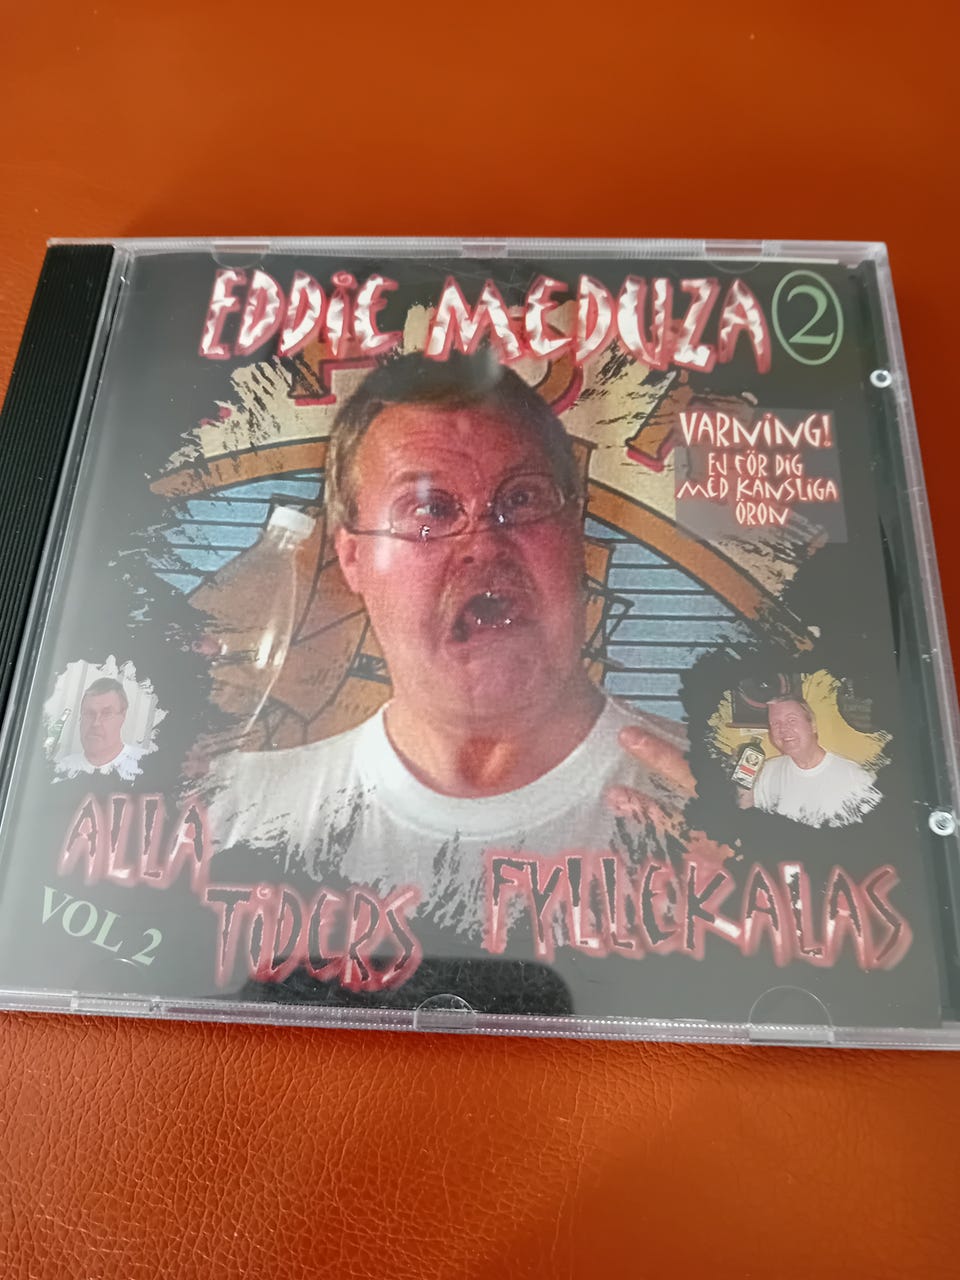 EDDIE MEDUZA 2
VARNING!
EJ FÖR DIG
MED KÄNSLIGA
ÖRON
ALLA
TIDERS
FYLLEKALAS
VOL 2